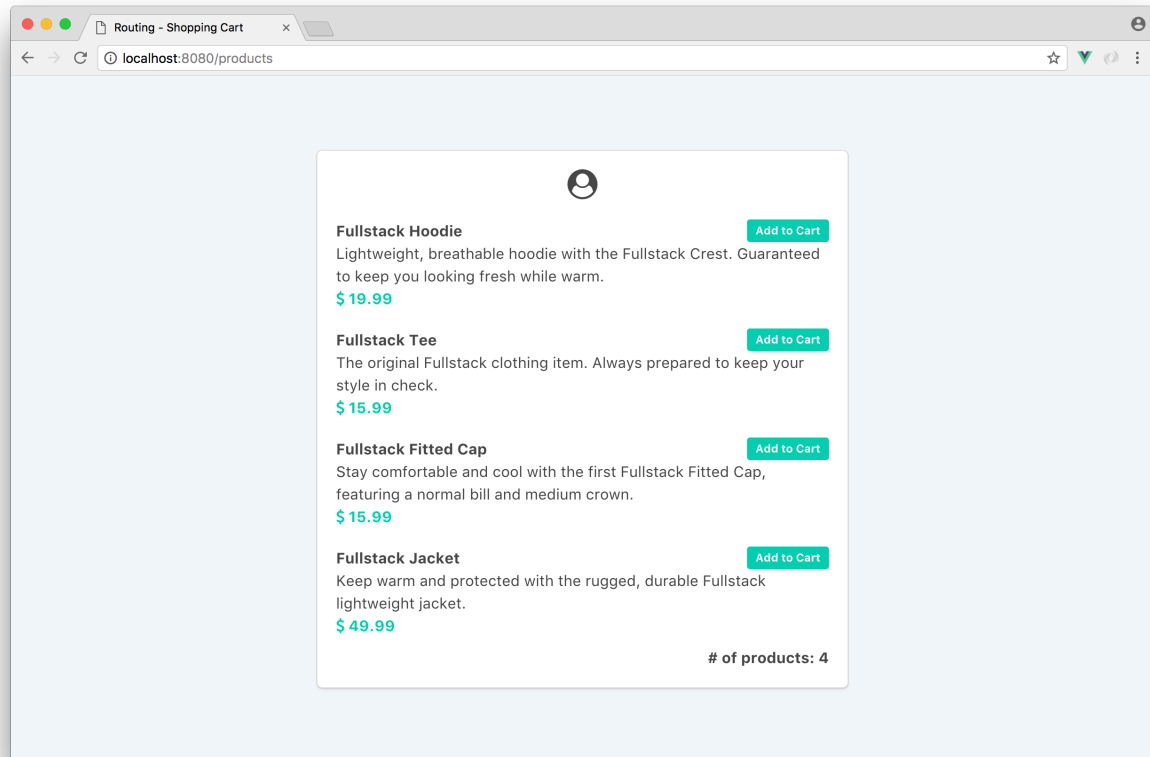 Routing - Shopping Cart
localhost:8080/products
Fullstack Hoodie
Add to Cart
Lightweight, breathable hoodie with the Fullstack Crest. Guaranteed
to keep you looking fresh while warm.
$ 19.99
Fullstack Tee
Add to Cart
The original Fullstack clothing item. Always prepared to keep your
style in check.
$ 15.99
Fullstack Fitted Cap
Add to Cart
Stay comfortable and cool with the first Fullstack Fitted Cap,
featuring a normal bill and medium crown.
$ 15.99
Fullstack Jacket
Add to Cart
Keep warm and protected with the rugged, durable Fullstack
lightweight jacket.
$ 49.99
# of products: 4